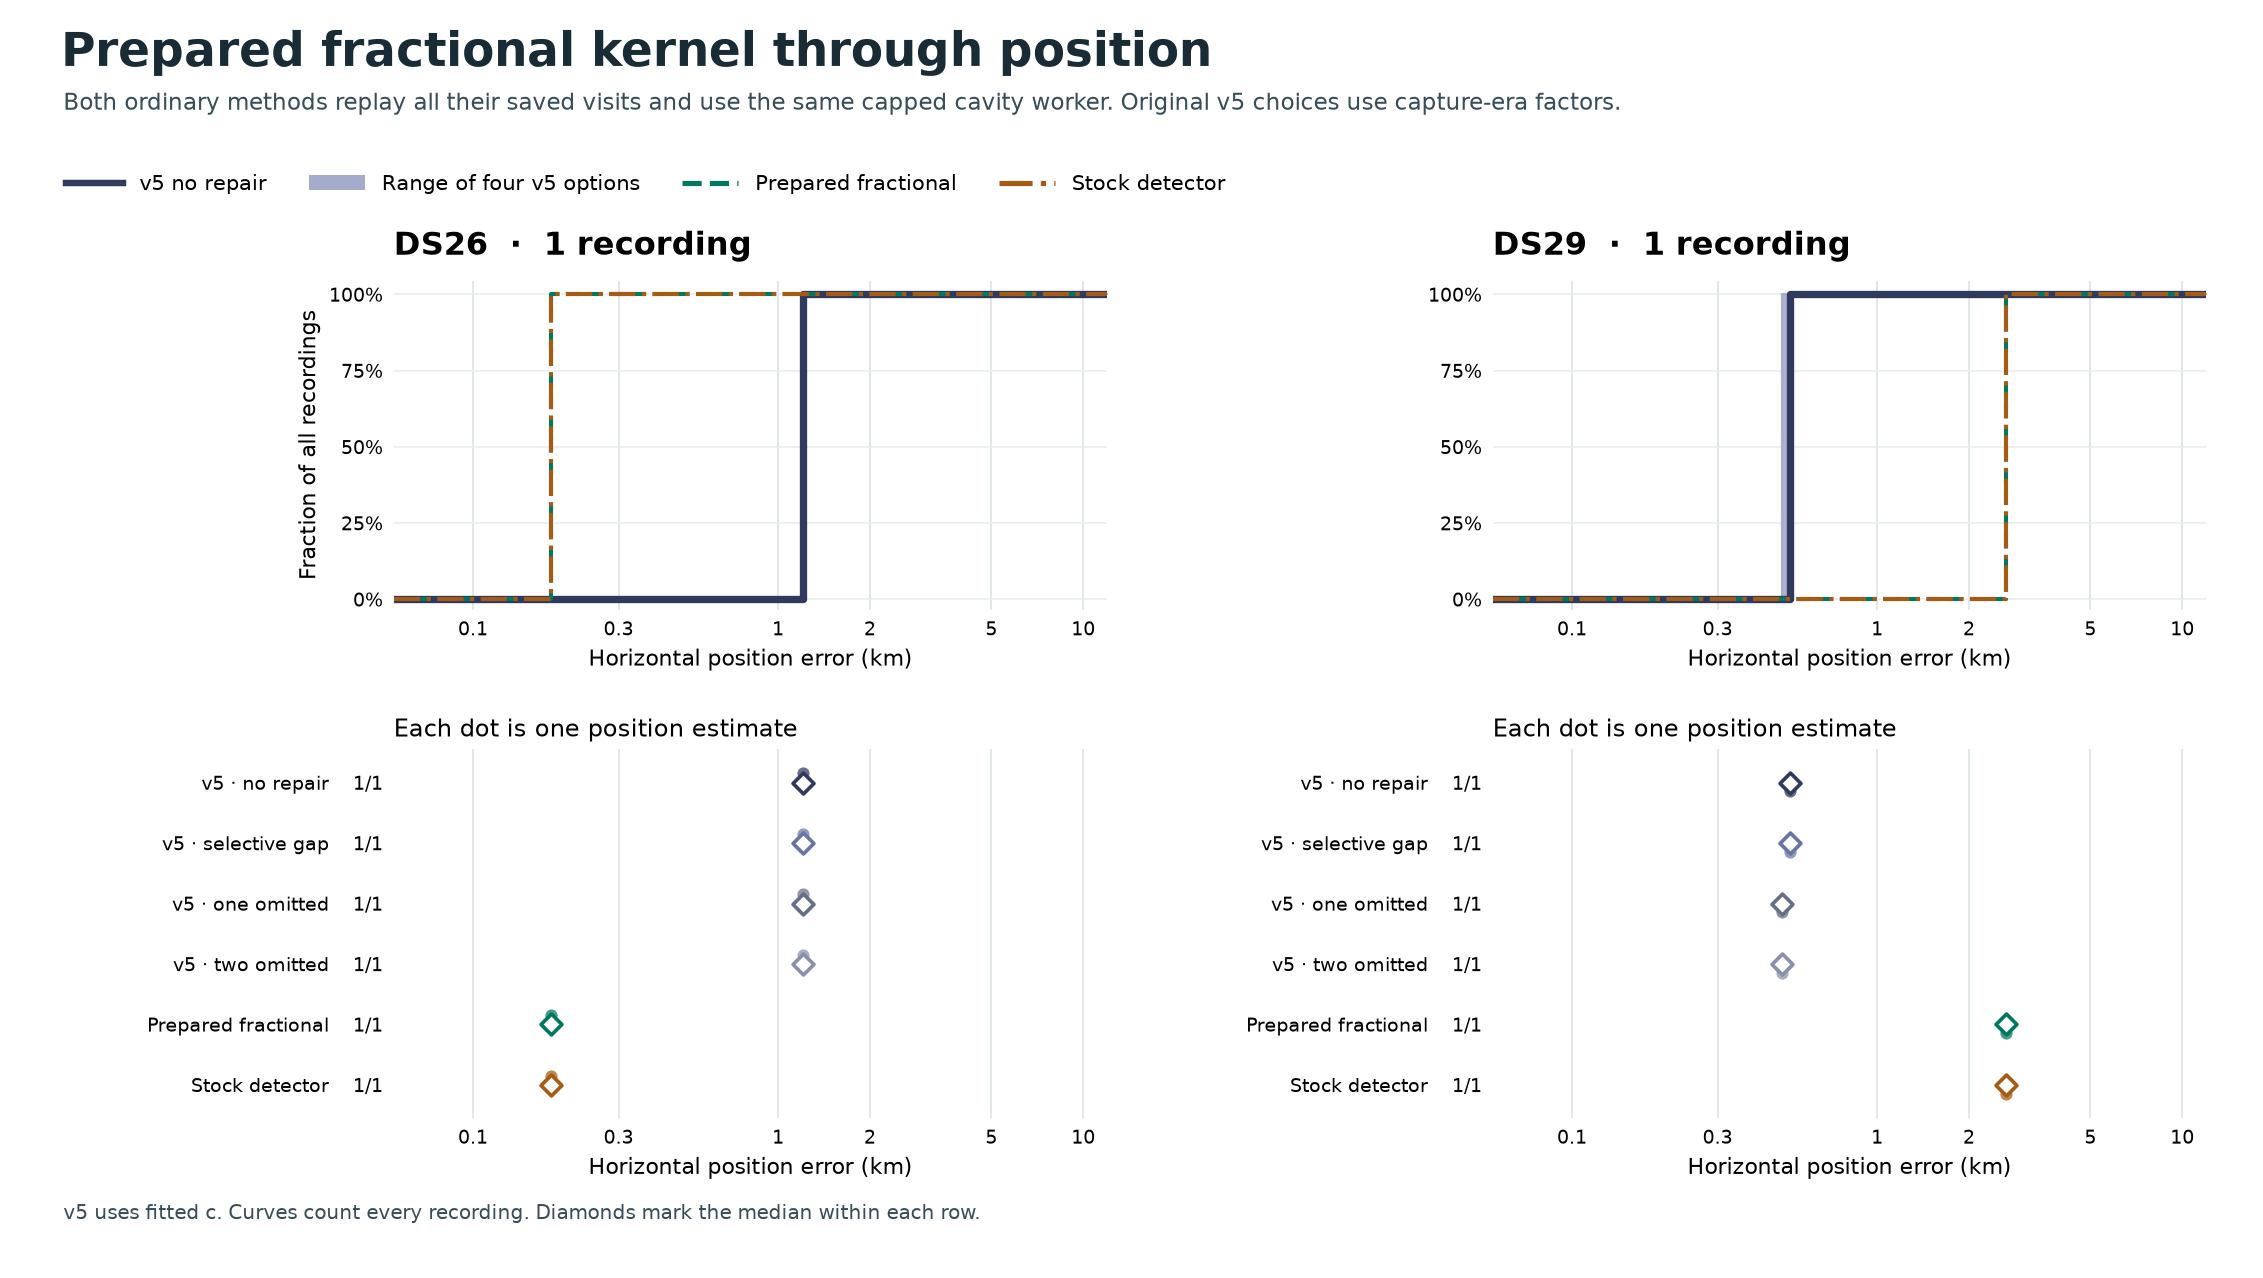 Prepared fractional kernel through position
Both ordinary methods replay all their saved visits and use the same capped cavity worker. Original v5 choices use capture-era factors.
v5 no repair
Range of four v5 options
Prepared fractional
Stock detector
DS26 · 1 recording
Fraction of all recordings
100%
75%
50%
25%
0%
0.1 0.3 1 2 5 10
Horizontal position error (km)
DS29 · 1 recording
100%
75%
50%
25%
0%
0.1 0.3 1 2 5 10
Horizontal position error (km)
Each dot is one position estimate
v5 · no repair 1/1
v5 · selective gap 1/1
v5 · one omitted 1/1
v5 · two omitted 1/1
Prepared fractional 1/1
Stock detector 1/1
0.1 0.3 1 2 5 10
Horizontal position error (km)
Each dot is one position estimate
v5 · no repair 1/1
v5 · selective gap 1/1
v5 · one omitted 1/1
v5 · two omitted 1/1
Prepared fractional 1/1
Stock detector 1/1
0.1 0.3 1 2 5 10
Horizontal position error (km)
v5 uses fitted c. Curves count every recording. Diamonds mark the median within each row.